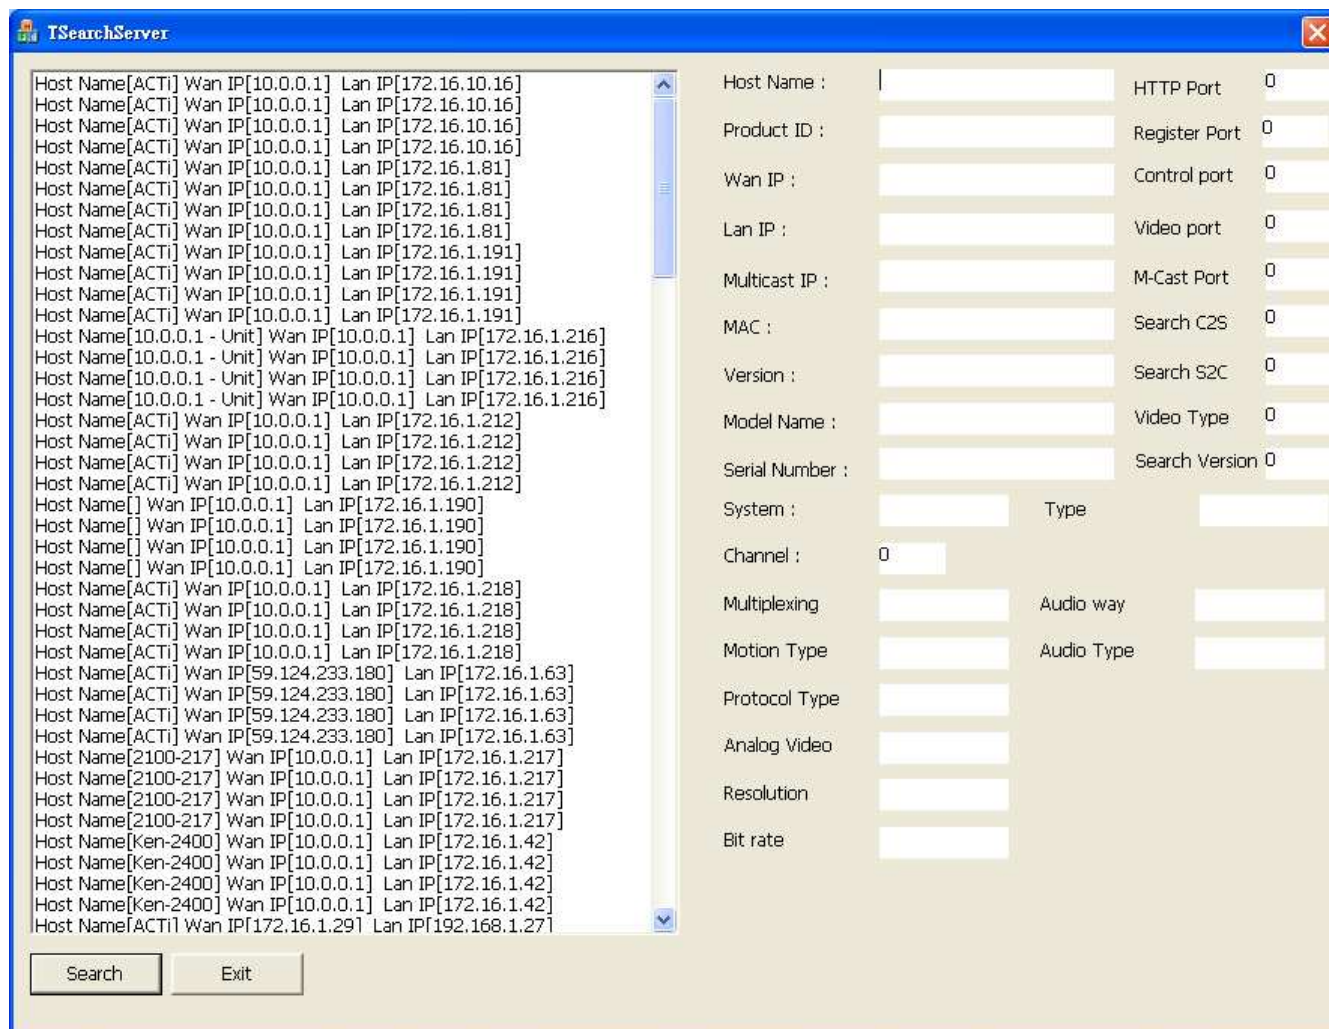 TSearchServer
Host Name[ACTi] Wan IP[10.0.0.1]  Lan IP[172.16.10.16]
Host Name[ACTi] Wan IP[10.0.0.1]  Lan IP[172.16.10.16]
Host Name[ACTi] Wan IP[10.0.0.1]  Lan IP[172.16.10.16]
Host Name[ACTi] Wan IP[10.0.0.1]  Lan IP[172.16.10.16]
Host Name[ACTi] Wan IP[10.0.0.1]  Lan IP[172.16.1.81]
Host Name[ACTi] Wan IP[10.0.0.1]  Lan IP[172.16.1.81]
Host Name[ACTi] Wan IP[10.0.0.1]  Lan IP[172.16.1.81]
Host Name[ACTi] Wan IP[10.0.0.1]  Lan IP[172.16.1.81]
Host Name[ACTi] Wan IP[10.0.0.1]  Lan IP[172.16.1.191]
Host Name[ACTi] Wan IP[10.0.0.1]  Lan IP[172.16.1.191]
Host Name[ACTi] Wan IP[10.0.0.1]  Lan IP[172.16.1.191]
Host Name[ACTi] Wan IP[10.0.0.1]  Lan IP[172.16.1.191]
Host Name[10.0.0.1 - Unit] Wan IP[10.0.0.1]  Lan IP[172.16.1.216]
Host Name[10.0.0.1 - Unit] Wan IP[10.0.0.1]  Lan IP[172.16.1.216]
Host Name[10.0.0.1 - Unit] Wan IP[10.0.0.1]  Lan IP[172.16.1.216]
Host Name[10.0.0.1 - Unit] Wan IP[10.0.0.1]  Lan IP[172.16.1.216]
Host Name[ACTi] Wan IP[10.0.0.1]  Lan IP[172.16.1.212]
Host Name[ACTi] Wan IP[10.0.0.1]  Lan IP[172.16.1.212]
Host Name[ACTi] Wan IP[10.0.0.1]  Lan IP[172.16.1.212]
Host Name[ACTi] Wan IP[10.0.0.1]  Lan IP[172.16.1.212]
Host Name[] Wan IP[10.0.0.1]  Lan IP[172.16.1.190]
Host Name[] Wan IP[10.0.0.1]  Lan IP[172.16.1.190]
Host Name[] Wan IP[10.0.0.1]  Lan IP[172.16.1.190]
Host Name[] Wan IP[10.0.0.1]  Lan IP[172.16.1.190]
Host Name[ACTi] Wan IP[10.0.0.1]  Lan IP[172.16.1.218]
Host Name[ACTi] Wan IP[10.0.0.1]  Lan IP[172.16.1.218]
Host Name[ACTi] Wan IP[10.0.0.1]  Lan IP[172.16.1.218]
Host Name[ACTi] Wan IP[10.0.0.1]  Lan IP[172.16.1.218]
Host Name[ACTi] Wan IP[59.124.233.180]  Lan IP[172.16.1.63]
Host Name[ACTi] Wan IP[59.124.233.180]  Lan IP[172.16.1.63]
Host Name[ACTi] Wan IP[59.124.233.180]  Lan IP[172.16.1.63]
Host Name[ACTi] Wan IP[59.124.233.180]  Lan IP[172.16.1.63]
Host Name[2100-217] Wan IP[10.0.0.1]  Lan IP[172.16.1.217]
Host Name[2100-217] Wan IP[10.0.0.1]  Lan IP[172.16.1.217]
Host Name[2100-217] Wan IP[10.0.0.1]  Lan IP[172.16.1.217]
Host Name[2100-217] Wan IP[10.0.0.1]  Lan IP[172.16.1.217]
Host Name[Ken-2400] Wan IP[10.0.0.1]  Lan IP[172.16.1.42]
Host Name[Ken-2400] Wan IP[10.0.0.1]  Lan IP[172.16.1.42]
Host Name[Ken-2400] Wan IP[10.0.0.1]  Lan IP[172.16.1.42]
Host Name[Ken-2400] Wan IP[10.0.0.1]  Lan IP[172.16.1.42]
Host Name[ACTi] Wan IP[172.16.1.29]  Lan IP[192.168.1.27]
Search Exit
Host Name : HTTP Port 0
Product ID : Register Port 0
Wan IP : Control port 0
Lan IP : Video port 0
Multicast IP : M-Cast Port 0
MAC : Search C2S 0
Version : Search S2C 0
Model Name : Video Type 0
Serial Number : Search Version 0
System : Type
Channel : 0
Multiplexing Audio way
Motion Type Audio Type
Protocol Type
Analog Video
Resolution
Bit rate